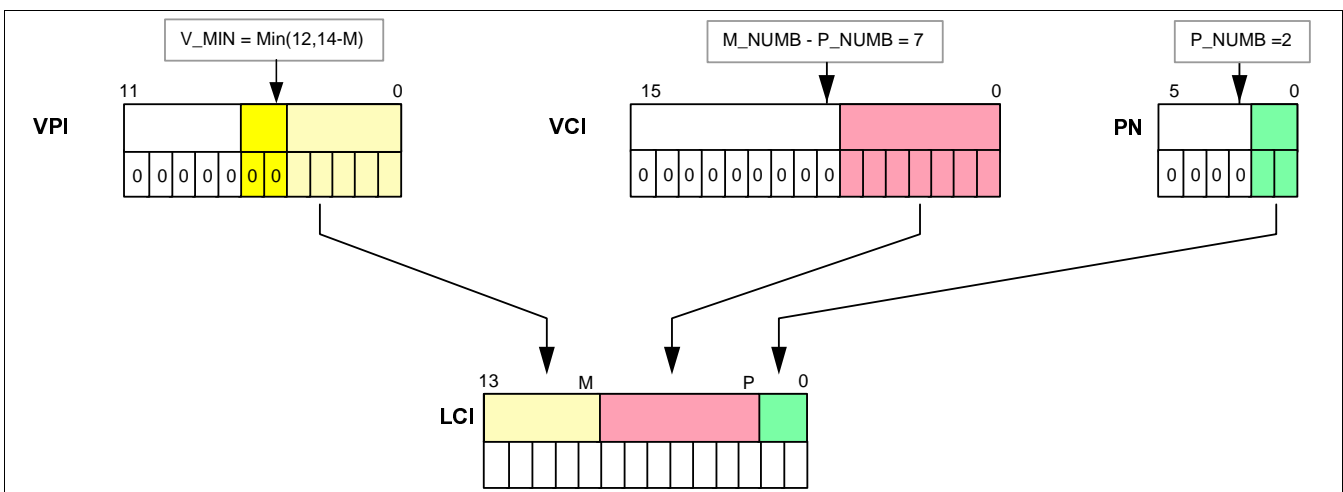 V_MIN = Min(12,14-M)
M_NUMB - P_NUMB = 7
P_NUMB =2
11 0
15 0
5 0
VPI
VCI
PN
0 0 0 0 0 0 0
0 0 0 0 0 0 0 0 0
0 0 0 0
13 M P 0
LCI